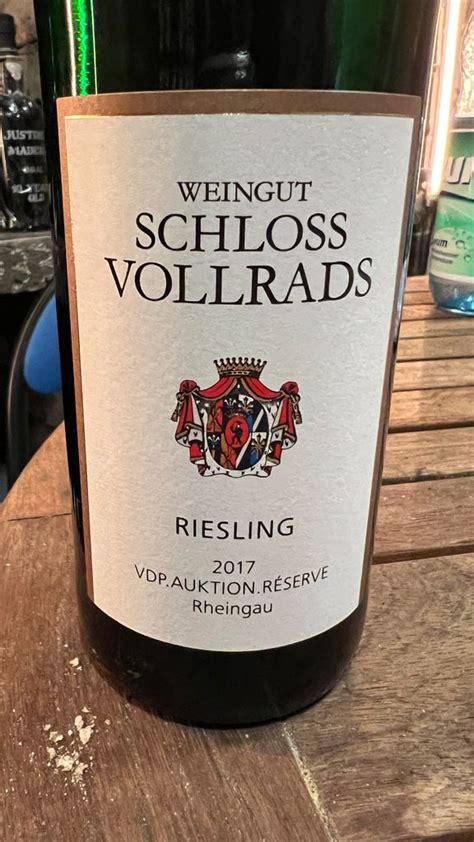 WEINGUT
SCHLOSS
VOLLRADS
RIESLING
2017
VDP.AUKTION.RÉSERVE
Rheingau